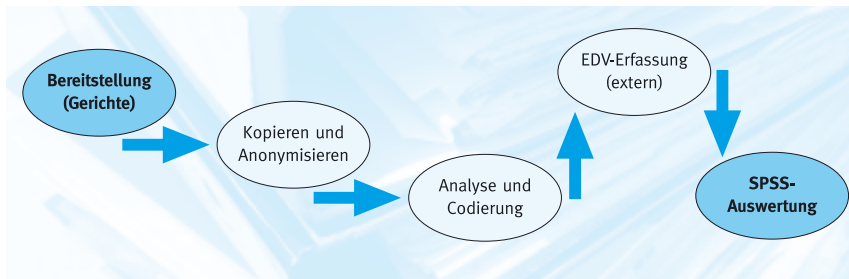 Bereitstellung
(Gerichte)
Kopieren und
Anonymisieren
Analyse und
Codierung
EDV-Erfassung
(extern)
SPSS-
Auswertung